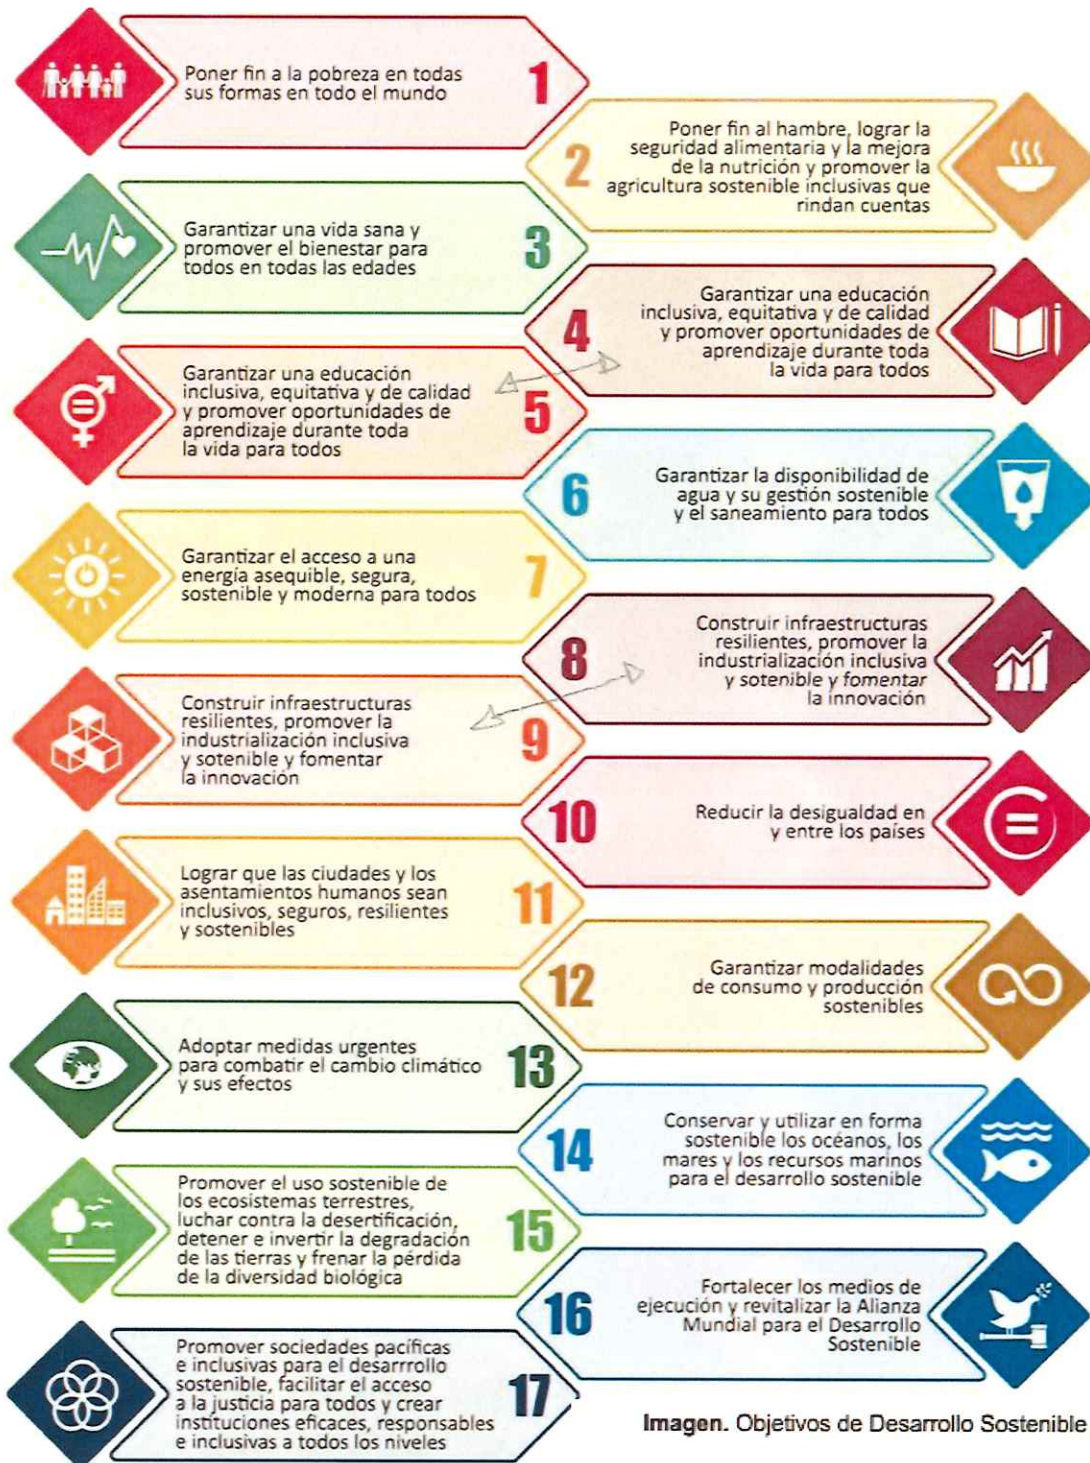 Poner fin a la pobreza en todas
sus formas en todo el mundo
1
2
Poner fin al hambre, lograr la
seguridad alimentaria y la mejora
de la nutrición y promover la
agricultura sostenible inclusivas que
rindan cuentas
Garantizar una vida sana y
promover el bienestar para
todos en todas las edades
3
4
Garantizar una educación
inclusiva, equitativa y de calidad
y promover oportunidades de
aprendizaje durante toda
la vida para todos
Garantizar una educación
inclusiva, equitativa y de calidad
y promover oportunidades de
aprendizaje durante toda
la vida para todos
5
6
Garantizar la disponibilidad de
agua y su gestión sostenible
y el saneamiento para todos
Garantizar el acceso a una
energía asequible, segura,
sostenible y moderna para todos
7
8
Construir infraestructuras
resilientes, promover la
industrialización inclusiva
y sotenible y fomentar
la innovación
Construir infraestructuras
resilientes, promover la
industrialización inclusiva
y sotenible y fomentar
la innovación
9
10
Reducir la desigualdad en
y entre los países
Lograr que las ciudades y los
asentamientos humanos sean
inclusivos, seguros, resilientes
y sostenibles
11
12
Garantizar modalidades
de consumo y producción
sostenibles
Adoptar medidas urgentes
para combatir el cambio climático
y sus efectos
13
14
Conservar y utilizar en forma
sostenible los océanos, los
mares y los recursos marinos
para el desarrollo sostenible
Promover el uso sostenible de
los ecosistemas terrestres,
luchar contra la desertificación,
detener e invertir la degradación
de las tierras y frenar la pérdida
de la diversidad biológica
15
16
Fortalecer los medios de
ejecución y revitalizar la Alianza
Mundial para el Desarrollo
Sostenible
Promover sociedades pacíficas
e inclusivas para el desarrrollo
sostenible, facilitar el acceso
a la justicia para todos y crear
instituciones eficaces, responsables
e inclusivas a todos los niveles
17
Imagen. Objetivos de Desarrollo Sostenible